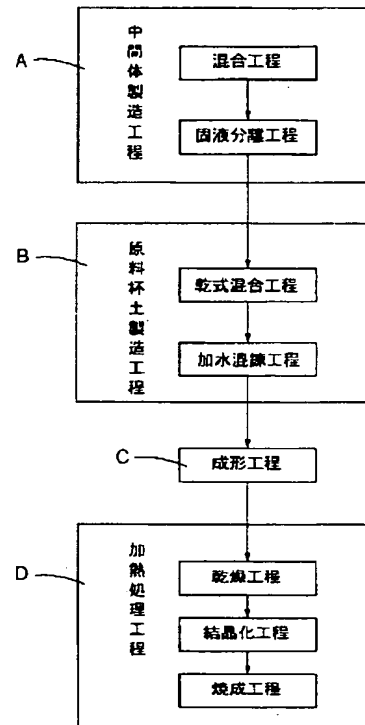 A
中間体製造工程
混合工程
固液分離工程
B
原料杯土製造工程
乾式混合工程
加水混錬工程
C
成形工程
D
加熱処理工程
乾燥工程
結晶化工程
焼成工程